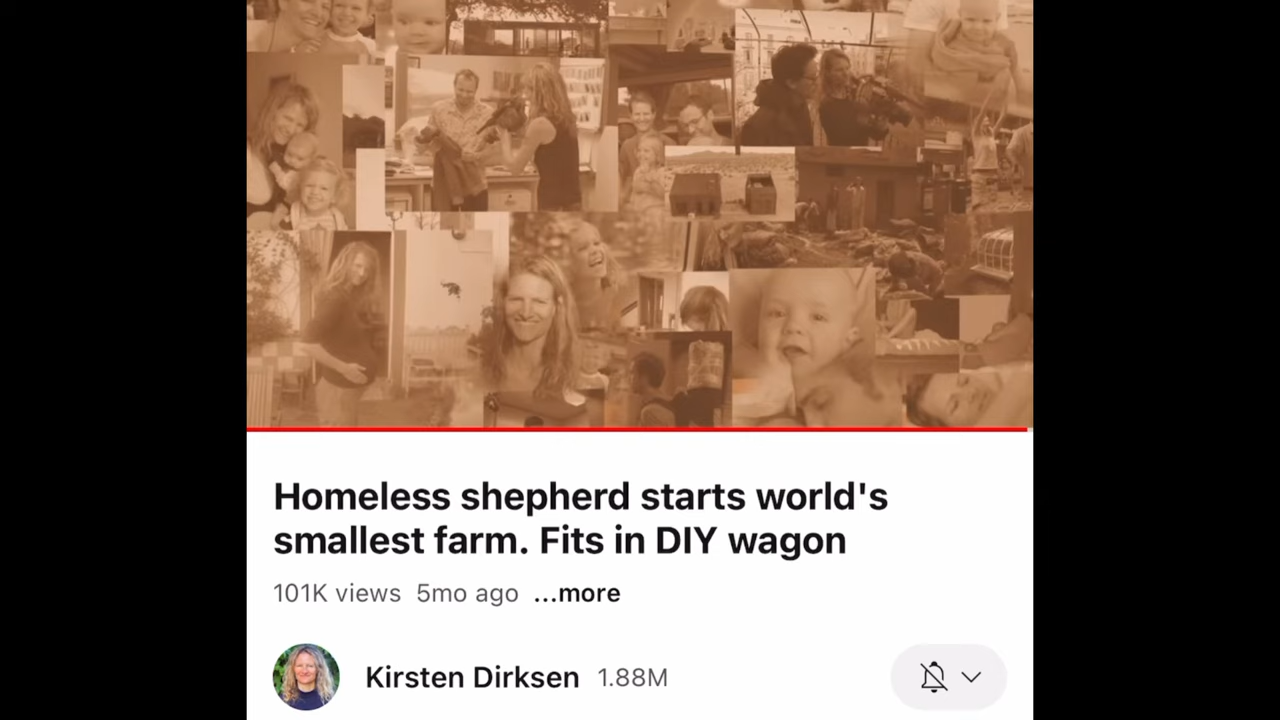 Homeless shepherd starts world's
smallest farm. Fits in DIY wagon
101K views 5mo ago ...more
Kirsten Dirksen 1.88M